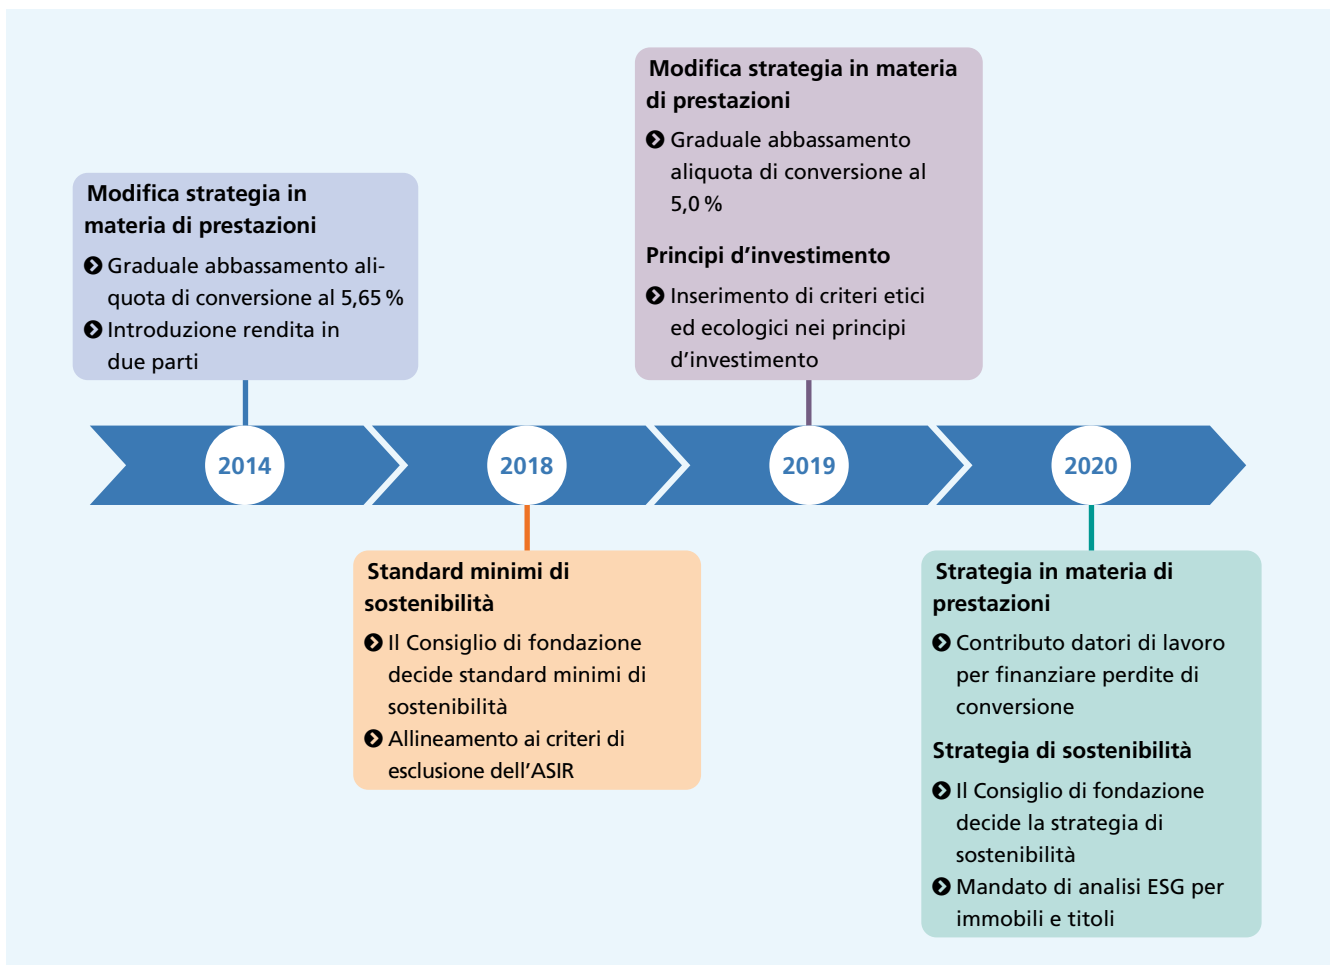 Modifica strategia in
materia di prestazioni
Graduale abbassamento ali-
quota di conversione al 5,65 %
Introduzione rendita in
due parti
Modifica strategia in materia
di prestazioni
Graduale abbassamento
aliquota di conversione al
5,0 %
Principi d’investimento
Inserimento di criteri etici
ed ecologici nei principi
d’investimento
2014
2018
2019
2020
Standard minimi di
sostenibilità
Il Consiglio di fondazione
decide standard minimi di
sostenibilità
Allineamento ai criteri di
esclusione dell’ASIR
Strategia in materia di
prestazioni
Contributo datori di lavoro
per finanziare perdite di
conversione
Strategia di sostenibilità
Il Consiglio di fondazione
decide la strategia di
sostenibilità
Mandato di analisi ESG per
immobili e titoli